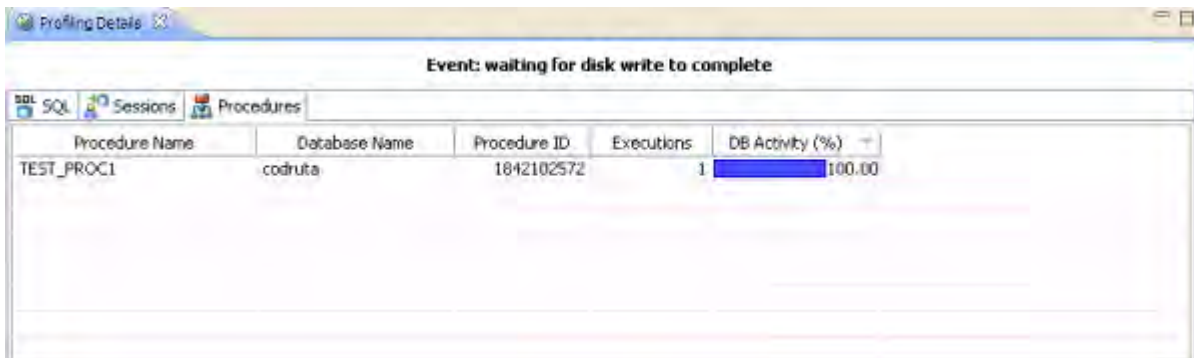 Profiling Details
Event: waiting for disk write to complete
SQL SQL Sessions Procedures
Procedure Name Database Name Procedure ID Executions DB Activity (%)
TEST_PROC1 codruta 1842102572 1 100.00